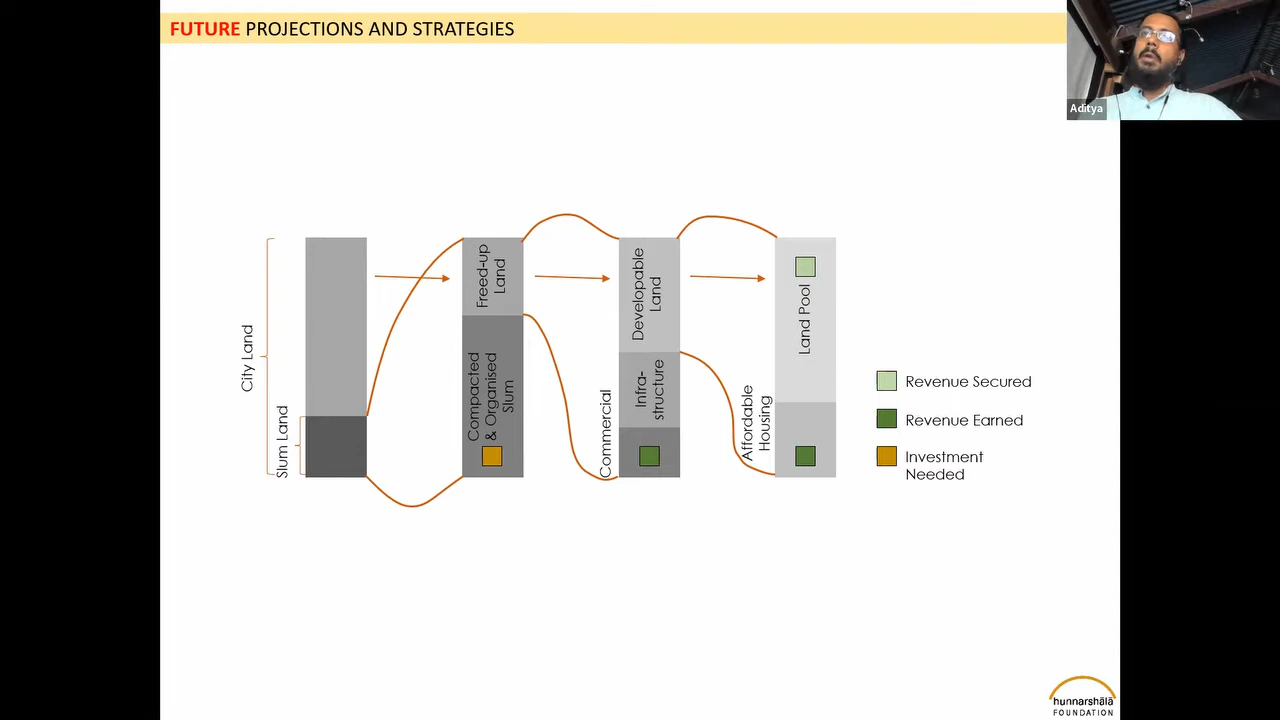 FUTURE PROJECTIONS AND STRATEGIES
Aditya
City Land
Slum Land
Freed-up
Land
Compacted
& Organised
Slum
Developable
Land
Infra-
structure
Commercial
Land Pool
Affordable
Housing
Revenue Secured
Revenue Earned
Investment
Needed
hunnarshālā
FOUNDATION